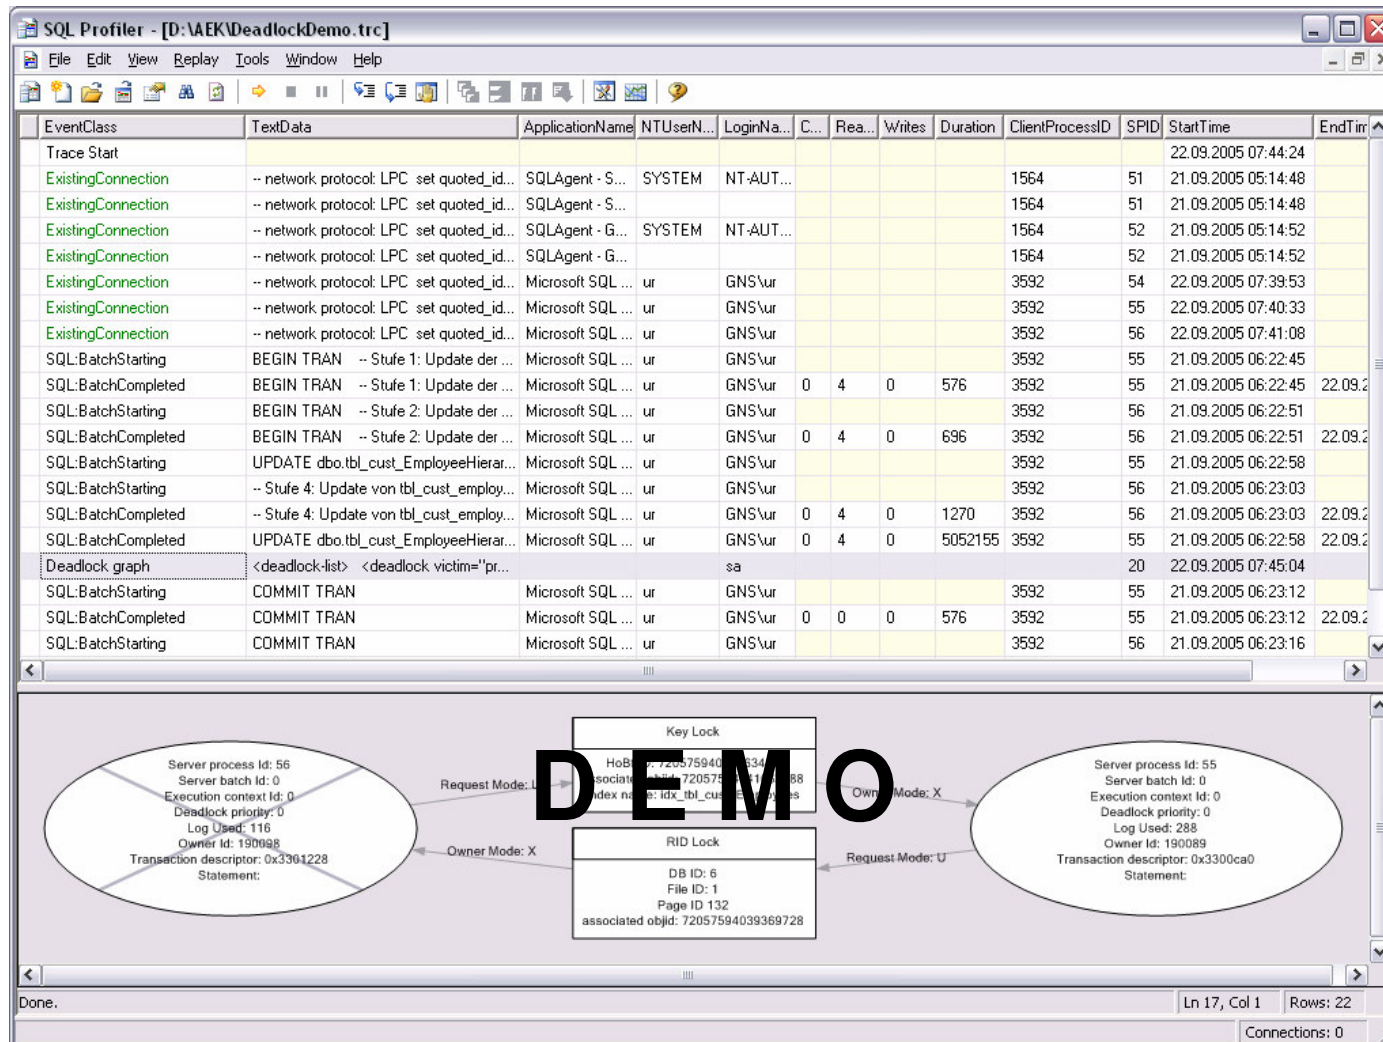 SQL Profiler - [D:\AEK\DeadlockDemo.trc]
File Edit View Replay Tools Window Help
EventClass TextData ApplicationName NTUserN... LoginNa... C... Rea... Writes Duration ClientProcessID SPID StartTime EndTim
Trace Start 22.09.2005 07:44:24
ExistingConnection -- network protocol: LPC set quoted_id... SQLAgent - S... SYSTEM NT-AUT... 1564 51 21.09.2005 05:14:48
ExistingConnection -- network protocol: LPC set quoted_id... SQLAgent - S... 1564 51 21.09.2005 05:14:48
ExistingConnection -- network protocol: LPC set quoted_id... SQLAgent - G... SYSTEM NT-AUT... 1564 52 21.09.2005 05:14:52
ExistingConnection -- network protocol: LPC set quoted_id... SQLAgent - G... 1564 52 21.09.2005 05:14:52
ExistingConnection -- network protocol: LPC set quoted_id... Microsoft SQL ... ur GNS\ur 3592 54 22.09.2005 07:39:53
ExistingConnection -- network protocol: LPC set quoted_id... Microsoft SQL ... ur GNS\ur 3592 55 22.09.2005 07:40:33
ExistingConnection -- network protocol: LPC set quoted_id... Microsoft SQL ... ur GNS\ur 3592 56 22.09.2005 07:41:08
SQL:BatchStarting BEGIN TRAN -- Stufe 1: Update der ... Microsoft SQL ... ur GNS\ur 3592 55 21.09.2005 06:22:45
SQL:BatchCompleted BEGIN TRAN -- Stufe 1: Update der ... Microsoft SQL ... ur GNS\ur 0 4 0 576 3592 55 21.09.2005 06:22:45 22.09.2
SQL:BatchStarting BEGIN TRAN -- Stufe 2: Update der ... Microsoft SQL ... ur GNS\ur 3592 56 21.09.2005 06:22:51
SQL:BatchCompleted BEGIN TRAN -- Stufe 2: Update der ... Microsoft SQL ... ur GNS\ur 0 4 0 696 3592 56 21.09.2005 06:22:51 22.09.2
SQL:BatchStarting UPDATE dbo.tbl_cust_EmployeeHierar... Microsoft SQL ... ur GNS\ur 3592 55 21.09.2005 06:22:58
SQL:BatchStarting -- Stufe 4: Update von tbl_cust_employ... Microsoft SQL ... ur GNS\ur 3592 56 21.09.2005 06:23:03
SQL:BatchCompleted -- Stufe 4: Update von tbl_cust_employ... Microsoft SQL ... ur GNS\ur 0 4 0 1270 3592 56 21.09.2005 06:23:03 22.09.2
SQL:BatchCompleted UPDATE dbo.tbl_cust_EmployeeHierar... Microsoft SQL ... ur GNS\ur 0 4 0 5052155 3592 55 21.09.2005 06:22:58 22.09.2
Deadlock graph <deadlock-list> <deadlock victim="pr... sa 20 22.09.2005 07:45:04
SQL:BatchStarting COMMIT TRAN Microsoft SQL ... ur GNS\ur 3592 55 21.09.2005 06:23:12
SQL:BatchCompleted COMMIT TRAN Microsoft SQL ... ur GNS\ur 0 0 0 576 3592 55 21.09.2005 06:23:12 22.09.2
SQL:BatchStarting COMMIT TRAN Microsoft SQL ... ur GNS\ur 3592 56 21.09.2005 06:23:16
Server process Id: 56
Server batch Id: 0
Execution context Id: 0
Deadlock priority: 0
Log Used: 116
Owner Id: 190098
Transaction descriptor: 0x3301228
Statement:
Request Mode:
Owner Mode: X
Key Lock
index name:
RID Lock
DB ID: 6
File ID: 1
Page ID 132
associated objid: 72057594039369728
DEMO
Owner Mode: X
Request Mode: U
Server process Id: 55
Server batch Id: 0
Execution context Id: 0
Deadlock priority: 0
Log Used: 288
Owner Id: 190089
Transaction descriptor: 0x3300ca0
Statement:
Done. Ln 17, Col 1 Rows: 22
Connections: 0